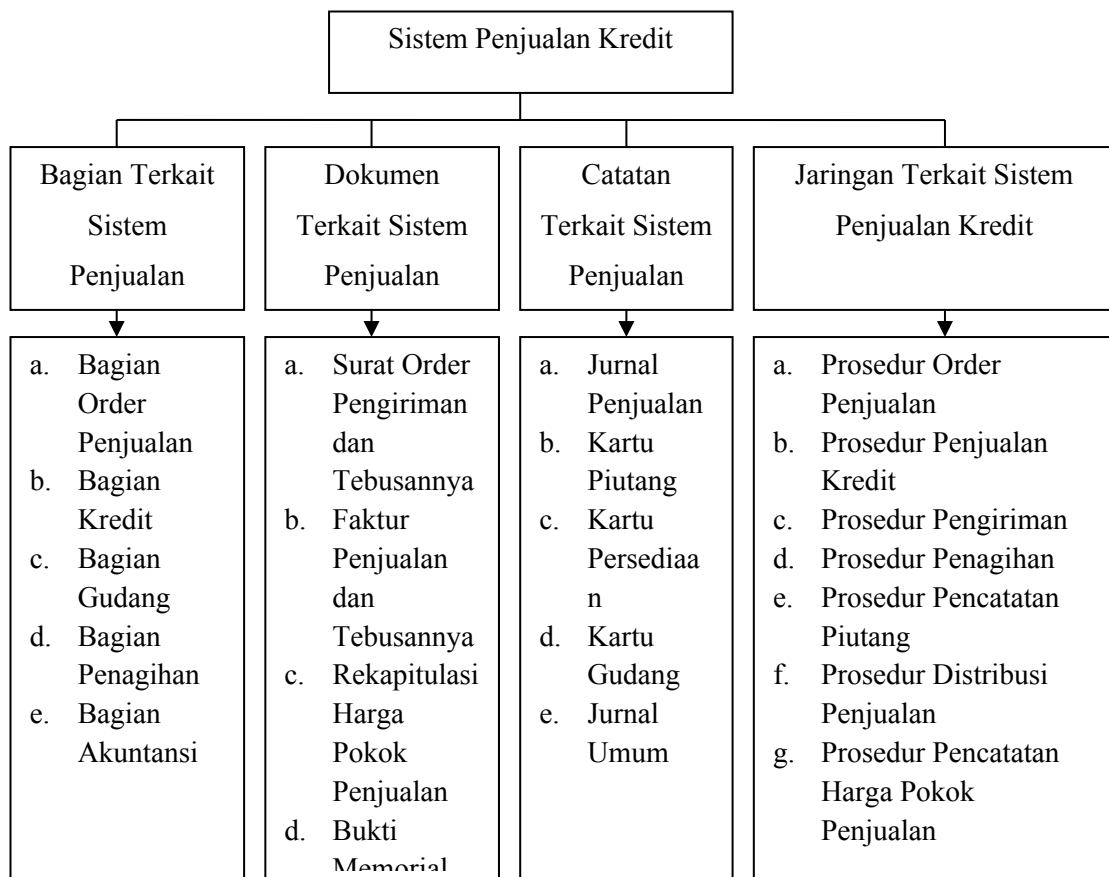 Sistem Penjualan Kredit
Bagian Terkait
Sistem
Penjualan
Dokumen
Terkait Sistem
Penjualan
Catatan
Terkait Sistem
Penjualan
Jaringan Terkait Sistem
Penjualan Kredit
a. Bagian
Order
Penjualan
b. Bagian
Kredit
c. Bagian
Gudang
d. Bagian
Penagihan
e. Bagian
Akuntansi
a. Surat Order
Pengiriman
dan
Tebusannya
b. Faktur
Penjualan
dan
Tebusannya
c. Rekapitulasi
Harga
Pokok
Penjualan
d. Bukti
Memorial
a. Jurnal
Penjualan
b. Kartu
Piutang
c. Kartu
Persediaa
n
d. Kartu
Gudang
e. Jurnal
Umum
a. Prosedur Order
Penjualan
b. Prosedur Penjualan
Kredit
c. Prosedur Pengiriman
d. Prosedur Penagihan
e. Prosedur Pencatatan
Piutang
f. Prosedur Distribusi
Penjualan
g. Prosedur Pencatatan
Harga Pokok
Penjualan